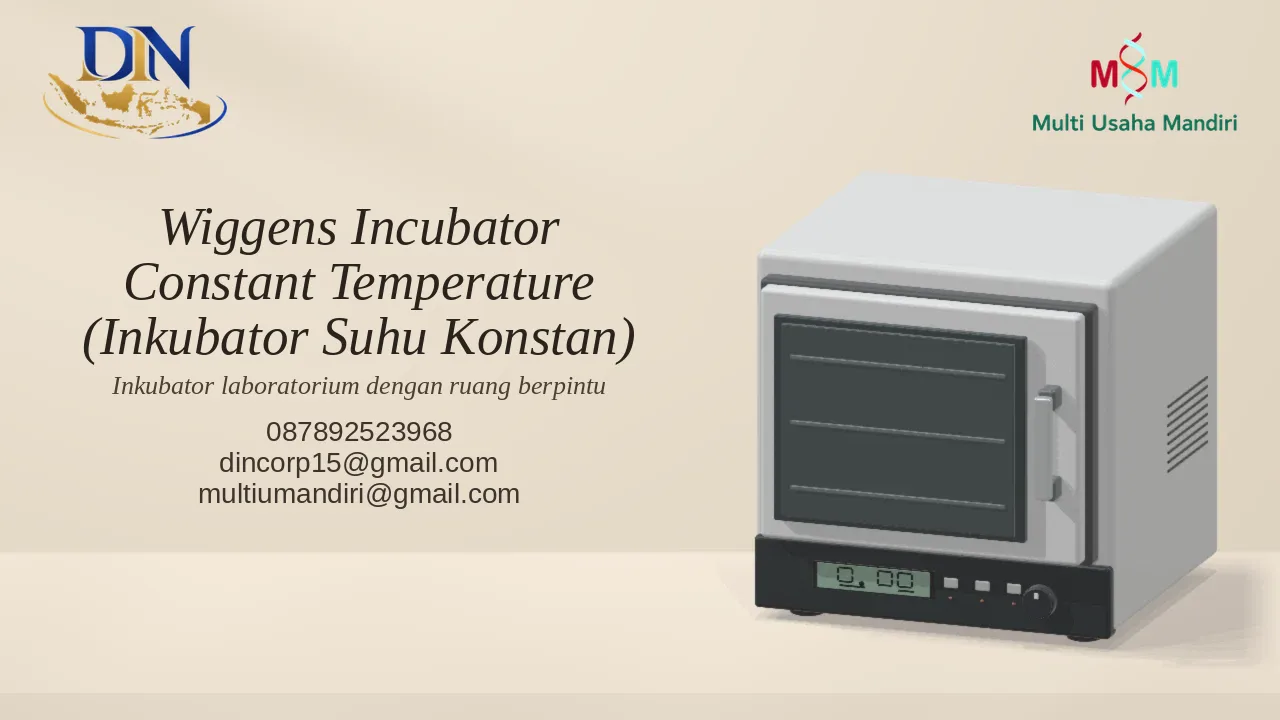 DN
M M
Multi Usaha Mandiri
Wiggens Incubator
Constant Temperature
(Inkubator Suhu Konstan)
Inkubator laboratorium dengan ruang berpintu
087892523968
dincorp15@gmail.com
multiumandiri@gmail.com
0.00